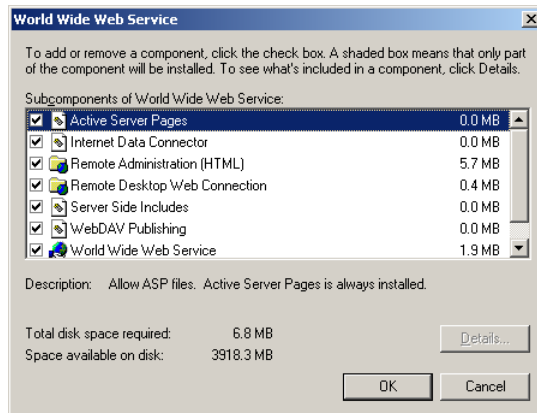 World Wide Web Service
To add or remove a component, click the check box. A shaded box means that only part
of the component will be installed. To see what's included in a component, click Details.
Subcomponents of World Wide Web Service:
Active Server Pages 0.0 MB
Internet Data Connector 0.0 MB
Remote Administration (HTML) 5.7 MB
Remote Desktop Web Connection 0.4 MB
Server Side Includes 0.0 MB
WebDAV Publishing 0.0 MB
World Wide Web Service 1.9 MB
Description: Allow ASP files. Active Server Pages is always installed.
Total disk space required: 6.8 MB
Space available on disk: 3918.3 MB
Details...
OK Cancel